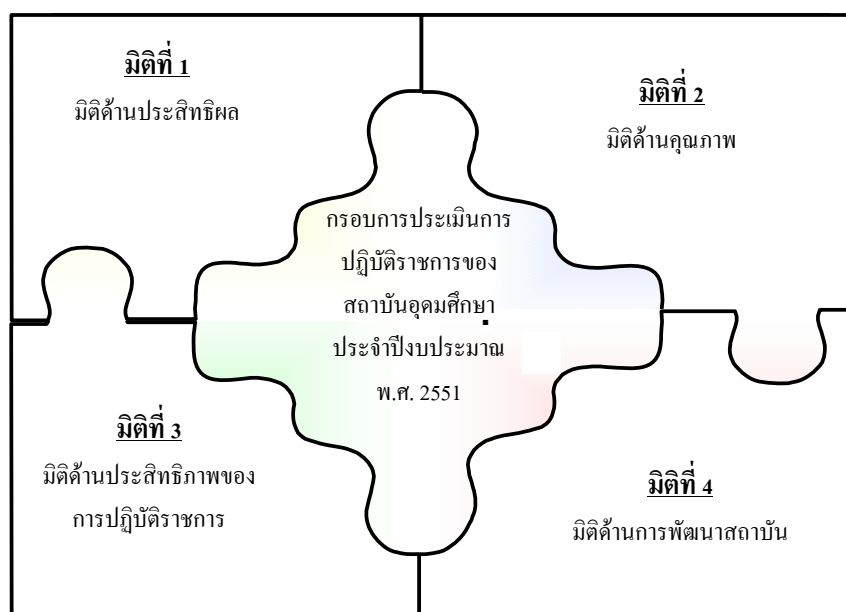 มิติที่ 1
มิติด้านประสิทธิผล
มิติที่ 2
มิติด้านคุณภาพ
กรอบการประเมินการ
ปฏิบัติราชการของ
สถาบันอุดมศึกษา
ประจำปีงบประมาณ
พ.ศ. 2551
มิติที่ 3
มิติด้านประสิทธิภาพของ
การปฏิบัติราชการ
มิติที่ 4
มิติด้านการพัฒนาสถาบัน